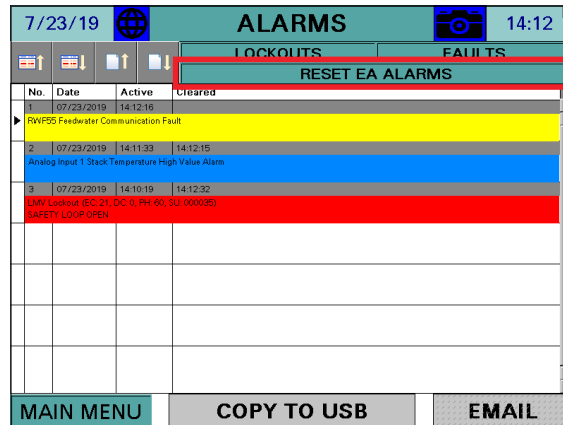 7/23/19 ALARMS 14:12
LOCKOUTS FAULTS
RESET EA ALARMS
No. Date Active Cleared
1 07/23/2019 14:12:16
RWF55 Feedwater Communication Fault
2 07/23/2019 14:11:33 14:12:15
Analog Input 1 Stack Temperature High Value Alarm
3 07/23/2019 14:10:19 14:12:32
LMV Lockout (EC: 21, DC: 0, PH: 60, SU: 000035)
SAFETY LOOP OPEN
MAIN MENU COPY TO USB EMAIL